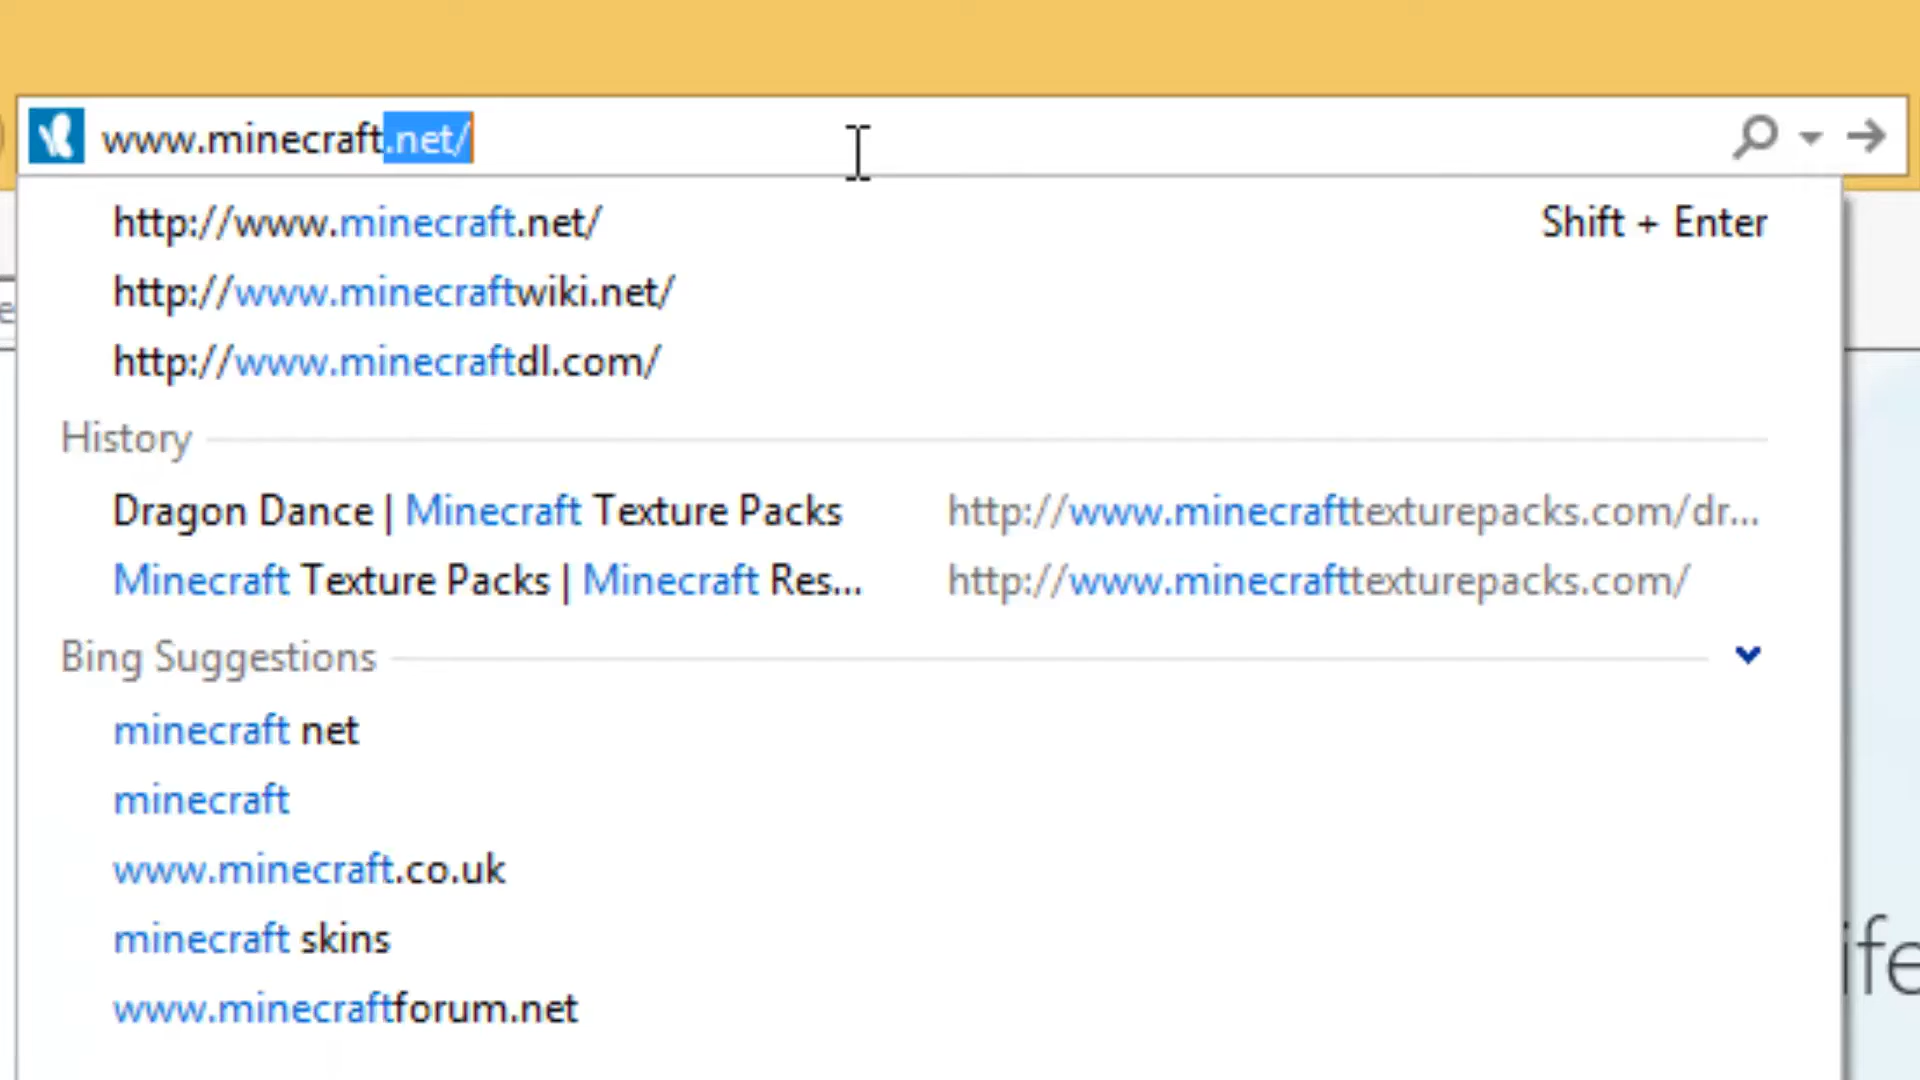 www.minecraft.net/
http://www.minecraft.net/ Shift + Enter
http://www.minecraftwiki.net/
http://www.minecraftdl.com/
History
Dragon Dance | Minecraft Texture Packs http://www.minecrafttexturepacks.com/dr...
Minecraft Texture Packs | Minecraft Res... http://www.minecrafttexturepacks.com/
Bing Suggestions
minecraft net
minecraft
www.minecraft.co.uk
minecraft skins
ife
www.minecraftforum.net